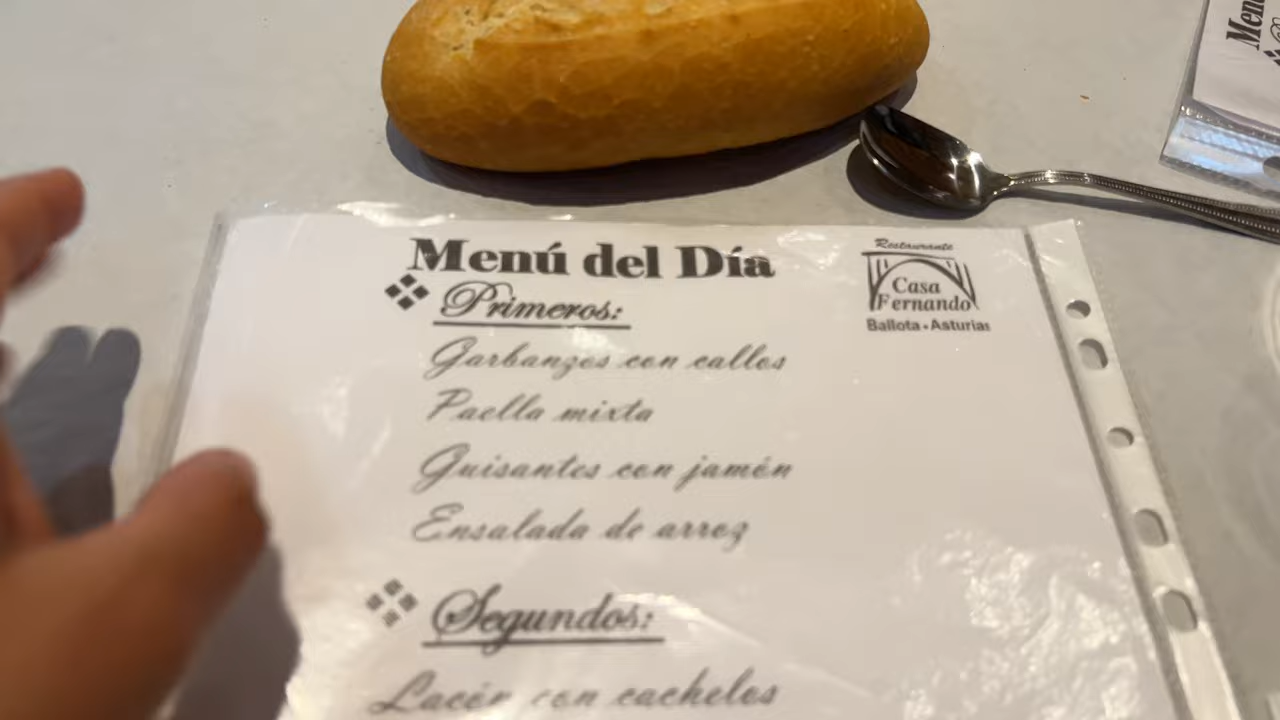 Menú del Día
Restaurante
Casa
Fernando
Ballota • Asturias
Primeros:
Garbanzos con callos
Paella mixta
Guisantes con jamón
Ensalada de arroz
Segundos:
Lacón con cachelos
Menú